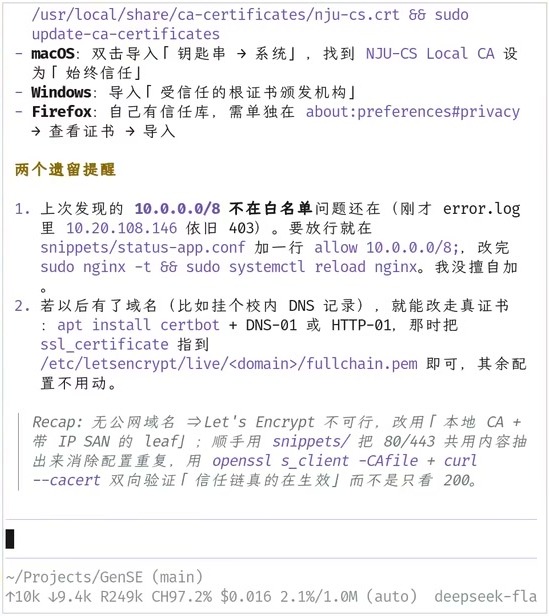 /usr/local/share/ca-certificates/nju-cs.crt && sudo
update-ca-certificates
- macOS: 双击导入「钥匙串 → 系统」, 找到 NJU-CS Local CA 设
为「始终信任」
- Windows: 导入「受信任的根证书颁发机构」
- Firefox: 自己有信任库, 需单独在 about:preferences#privacy
→ 查看证书 → 导入
两个遗留提醒
1. 上次发现的 10.0.0.0/8 不在白名单问题还在 (刚才 error.log
里 10.20.108.146 依旧 403) 。要放行就在
snippets/status-app.conf 加一行 allow 10.0.0.0/8;, 改完
sudo nginx -t && sudo systemctl reload nginx。我没擅自加
。
2. 若以后有了域名 (比如挂个校内 DNS 记录) , 就能改走真证书
: apt install certbot + DNS-01 或 HTTP-01, 那时把
ssl_certificate 指到
/etc/letsencrypt/live/<domain>/fullchain.pem 即可, 其余配
置不用动。
Recap: 无公网域名 ⇒Let's Encrypt 不可行, 改用「本地 CA +
带 IP SAN 的 leaf」; 顺手用 snippets/ 把 80/443 共用内容抽
出来消除配置重复, 用 openssl s_client -CAfile + curl
--cacert 双向验证「信任链真的在生效」而不是只看 200。
~/Projects/GenSE (main)
↑10k ↓9.4k R249k CH97.2% $0.016 2.1%/1.0M (auto) deepseek-fla